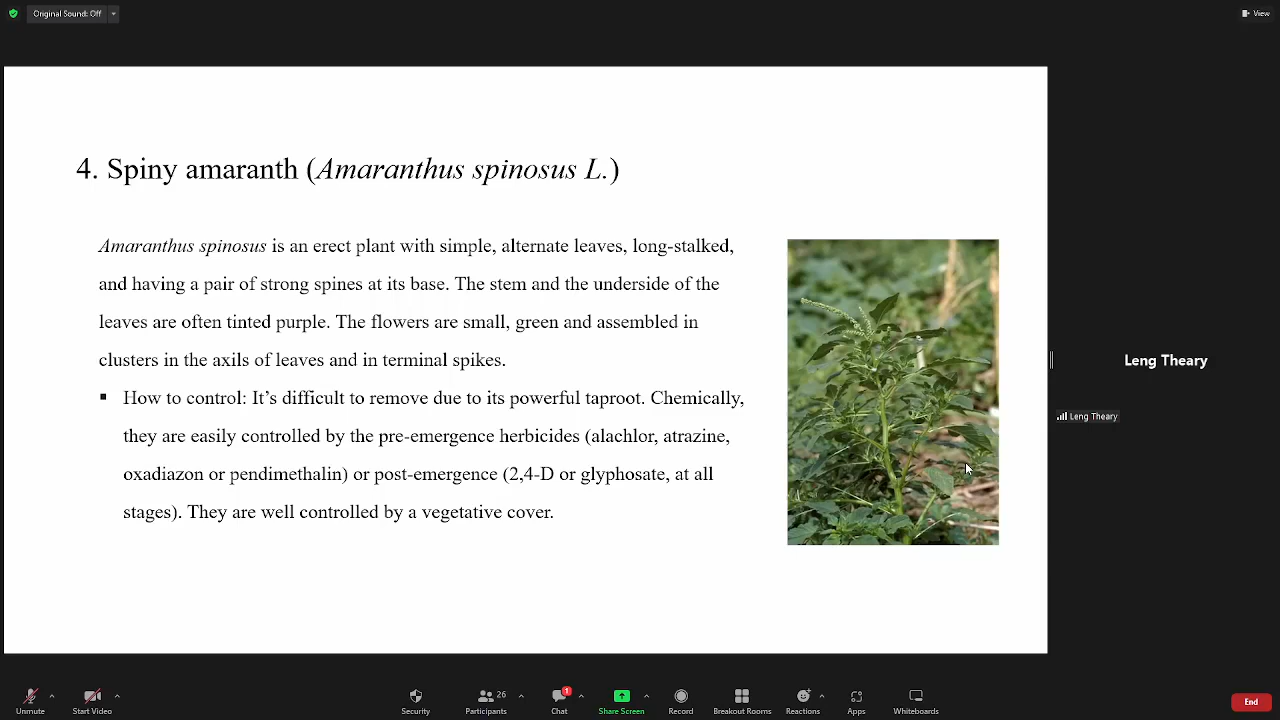 Original Sound: Off
View
4. Spiny amaranth (Amaranthus spinosus L.)
Amaranthus spinosus is an erect plant with simple, alternate leaves, long-stalked,
and having a pair of strong spines at its base. The stem and the underside of the
leaves are often tinted purple. The flowers are small, green and assembled in
clusters in the axils of leaves and in terminal spikes.
▪ How to control: It’s difficult to remove due to its powerful taproot. Chemically,
they are easily controlled by the pre-emergence herbicides (alachlor, atrazine,
oxadiazon or pendimethalin) or post-emergence (2,4-D or glyphosate, at all
stages). They are well controlled by a vegetative cover.
Leng Theary
Leng Theary
Unmute
Start Video
Security
Participants 26
Chat 1
Share Screen
Record
Breakout Rooms
Reactions
Apps
Whiteboards
End